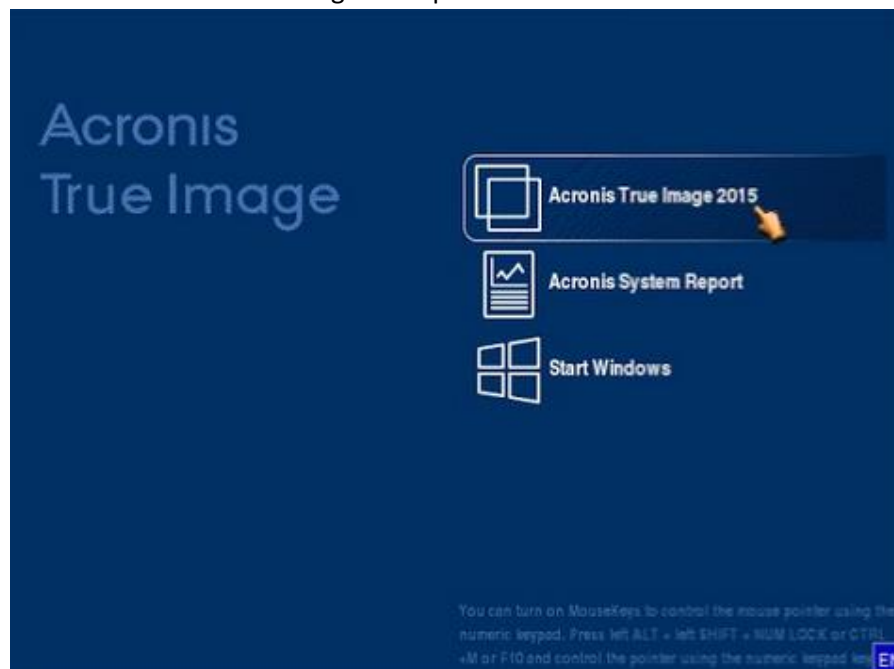 Acronis
True Image
Acronis True Image 2015
Acronis System Report
Start Windows
You can turn on MouseKeys to control the mouse pointer using the
numeric keypad. Press left ALT + left SHIFT + NUM LOCK or CTRL
+M or F10 and control the pointer using the numeric keypad